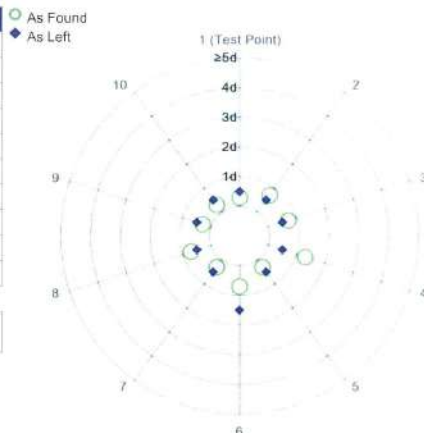 As Found
As Left
1 (Test Point)
≥5d
4d
3d
2d
1d
10
2
9
3
8
4
7
5
6